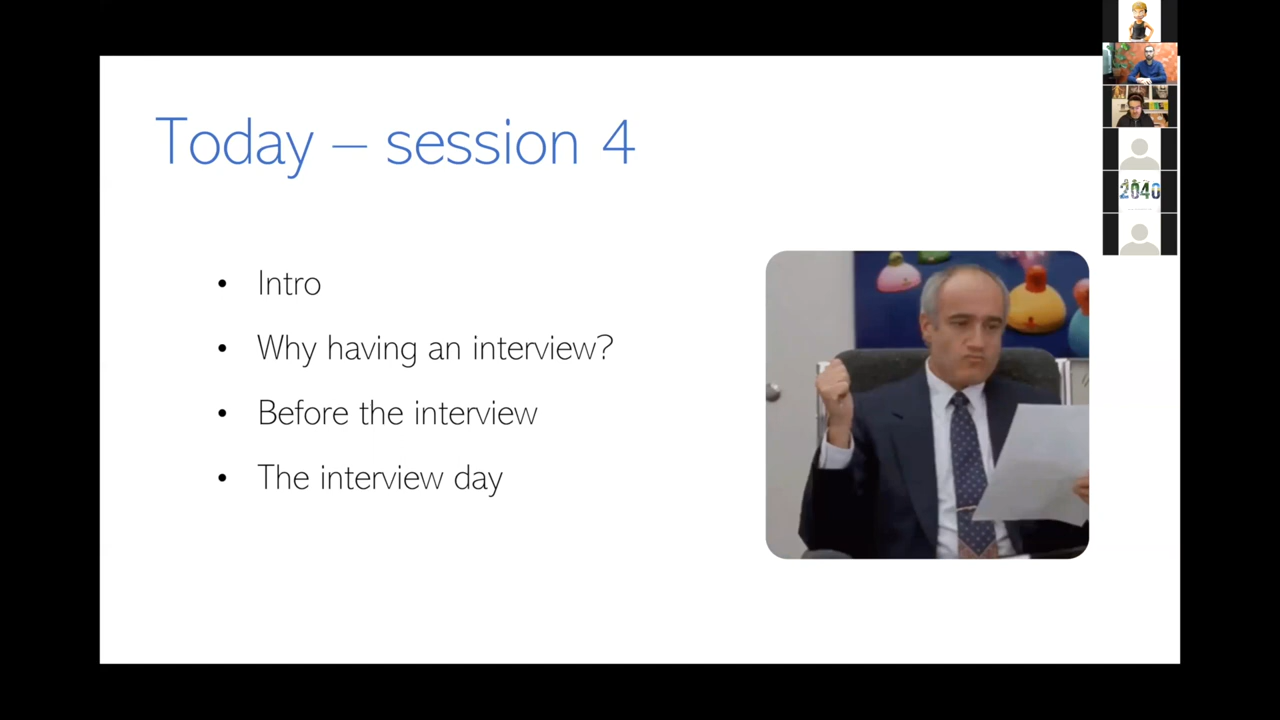 Today – session 4
• Intro
• Why having an interview?
• Before the interview
• The interview day
2040